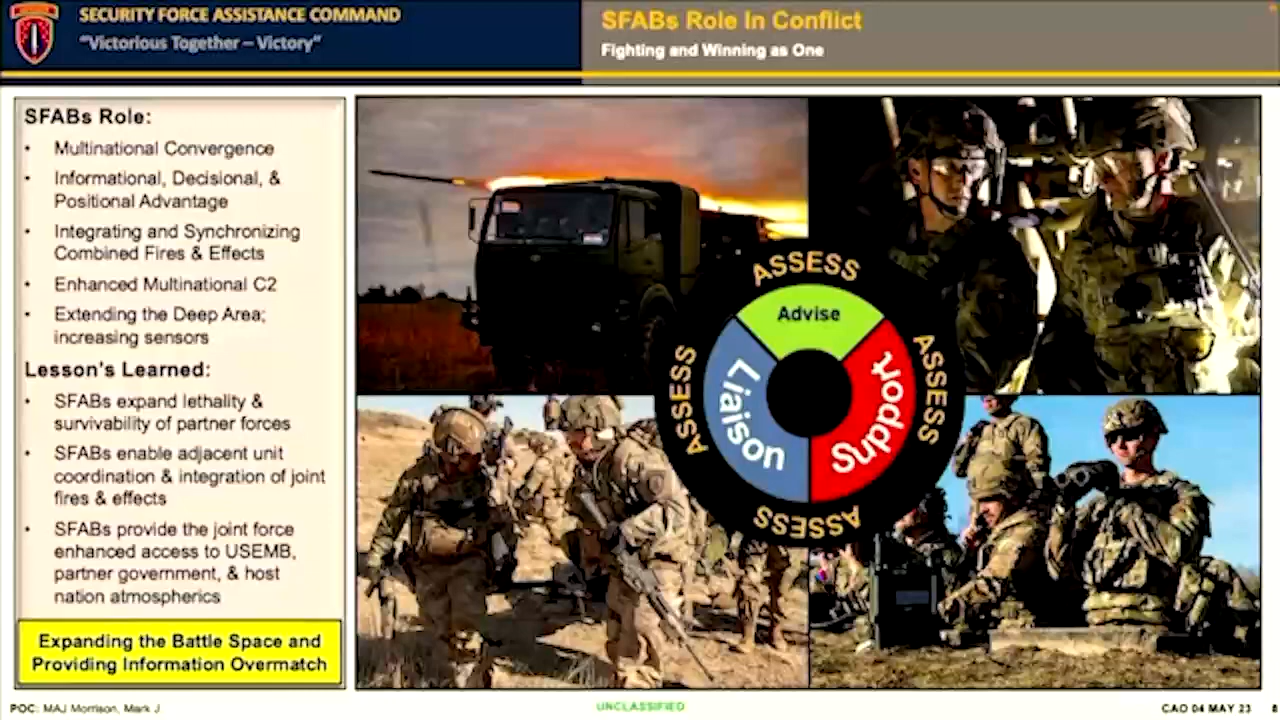 SECURITY FORCE ASSISTANCE COMMAND
"Victorious Together – Victory"
SFABs Role In Conflict
Fighting and Winning as One
SFABs Role:
• Multinational Convergence
• Informational, Decisional, &
Positional Advantage
• Integrating and Synchronizing
Combined Fires & Effects
• Enhanced Multinational C2
• Extending the Deep Area;
increasing sensors
Lesson's Learned:
• SFABs expand lethality &
survivability of partner forces
• SFABs enable adjacent unit
coordination & integration of joint
fires & effects
• SFABs provide the joint force
enhanced access to USEMB,
partner government, & host
nation atmospherics
Expanding the Battle Space and
Providing Information Overmatch
ASSESS
Advise
ASSESS
Liaison
Support
ASSESS
ASSESS
POC: MAJ Morrison, Mark J
UNCLASSIFIED
CAO 04 MAY 23
8